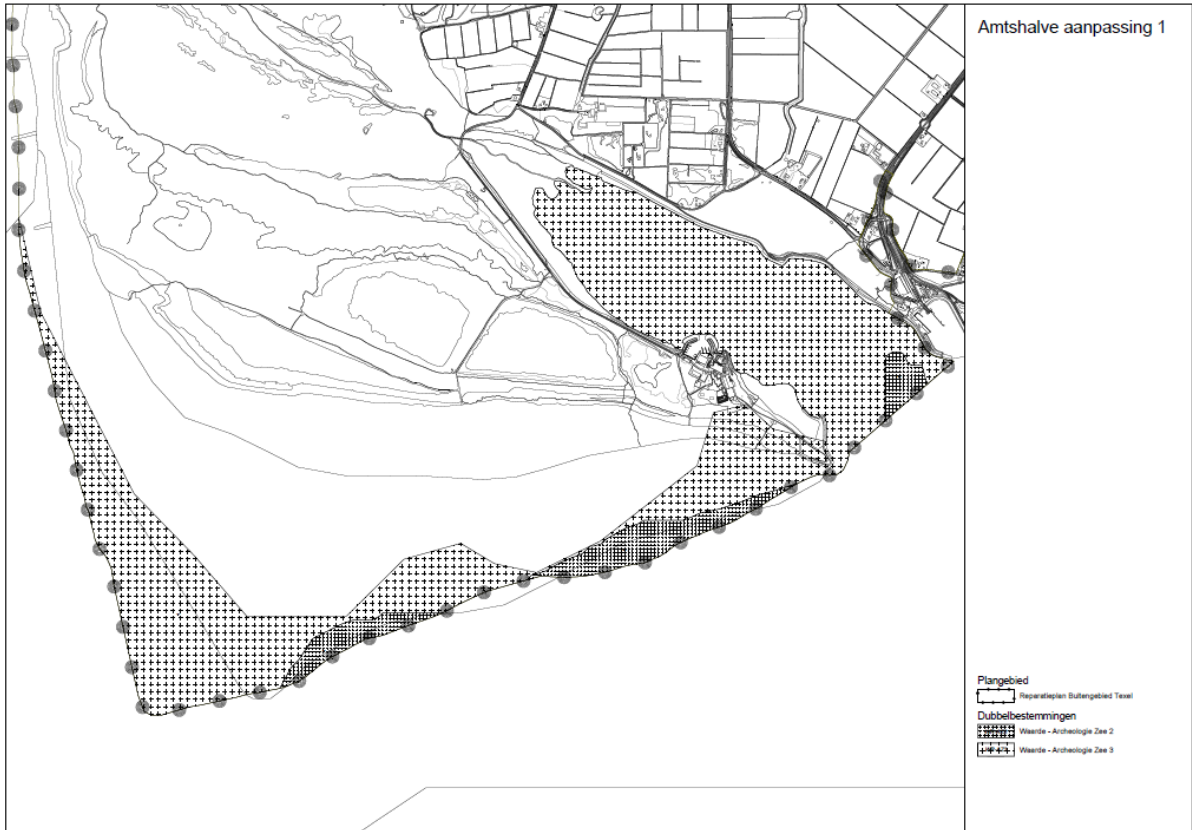 Amtshalve aanpassing 1
Plangebied
Reparatieplan Buitengebied Texel
Dubbelbestemmingen
Waarde - Archeologie Zee 2
Waarde - Archeologie Zee 3